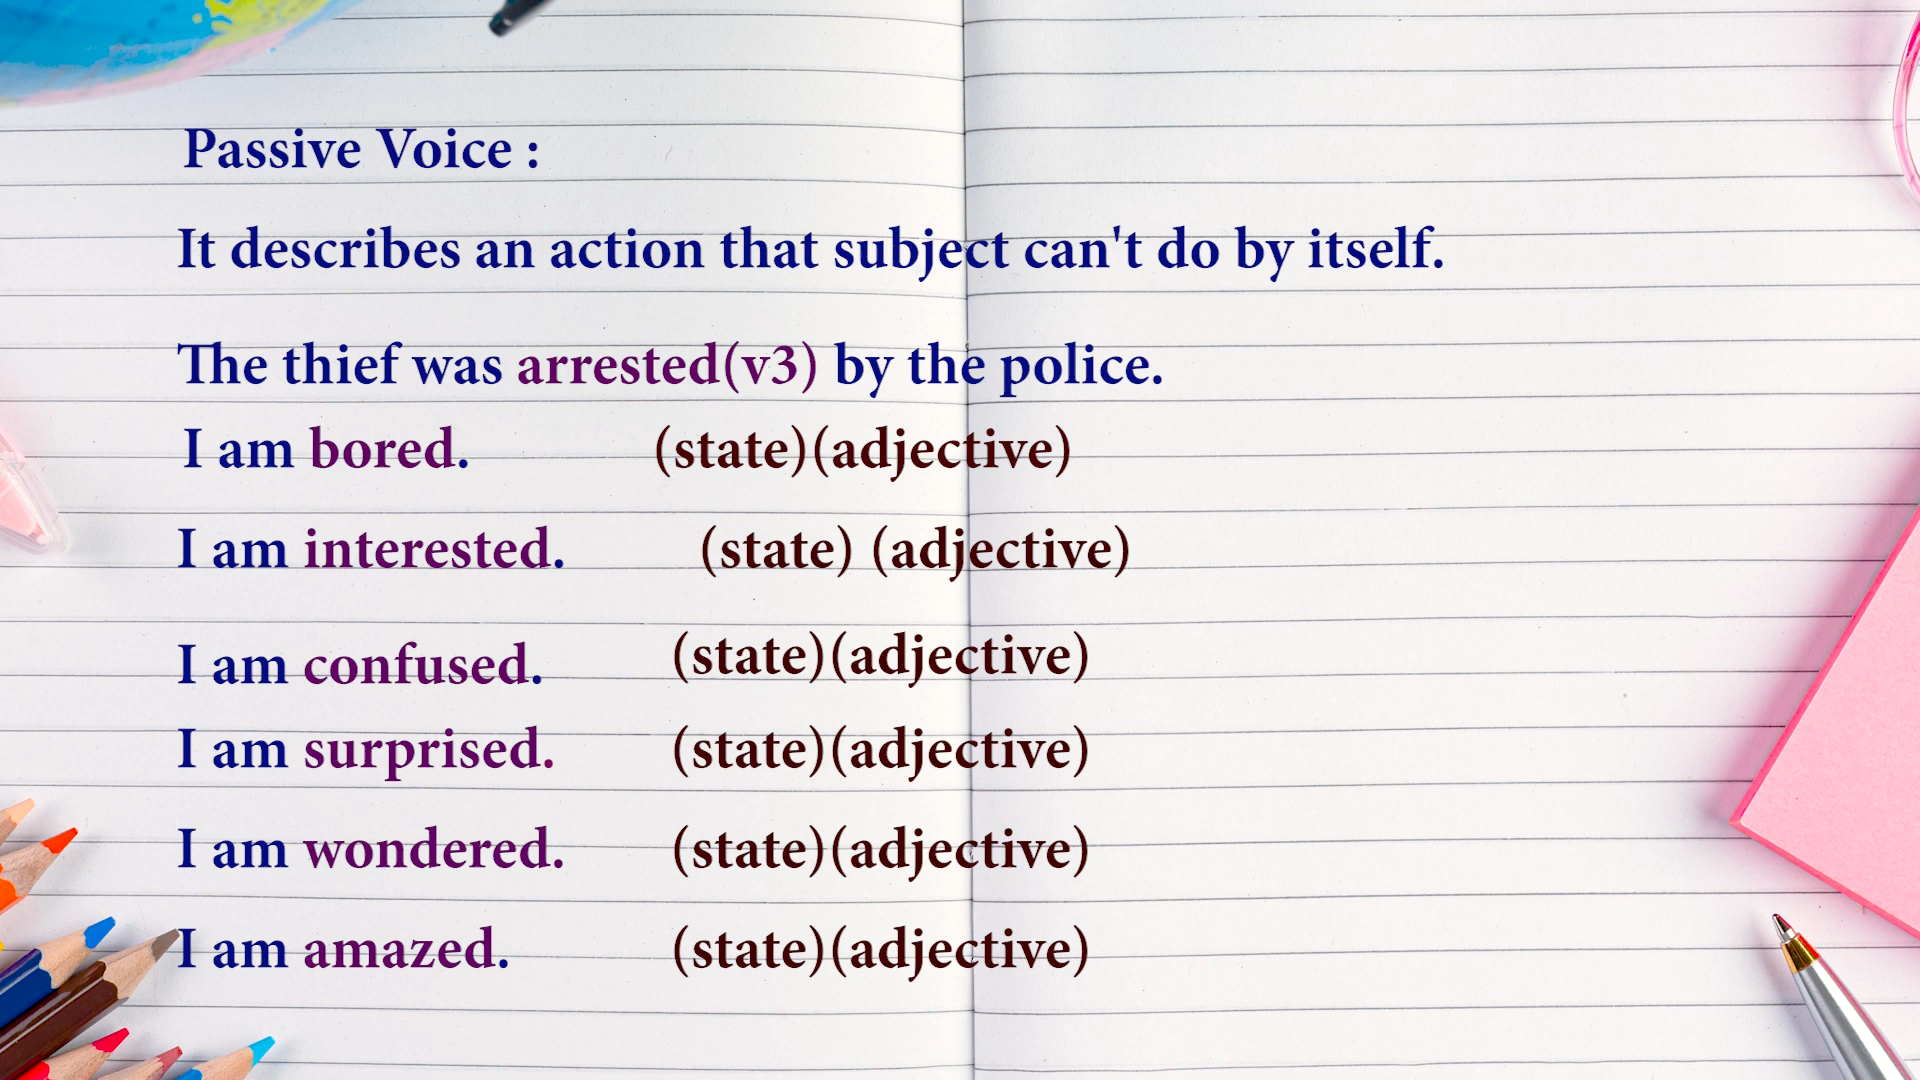 Passive Voice :
It describes an action that subject can't do by itself.
The thief was arrested(v3) by the police.
I am bored. (state)(adjective)
I am interested. (state) (adjective)
I am confused. (state)(adjective)
I am surprised. (state)(adjective)
I am wondered. (state)(adjective)
I am amazed. (state)(adjective)